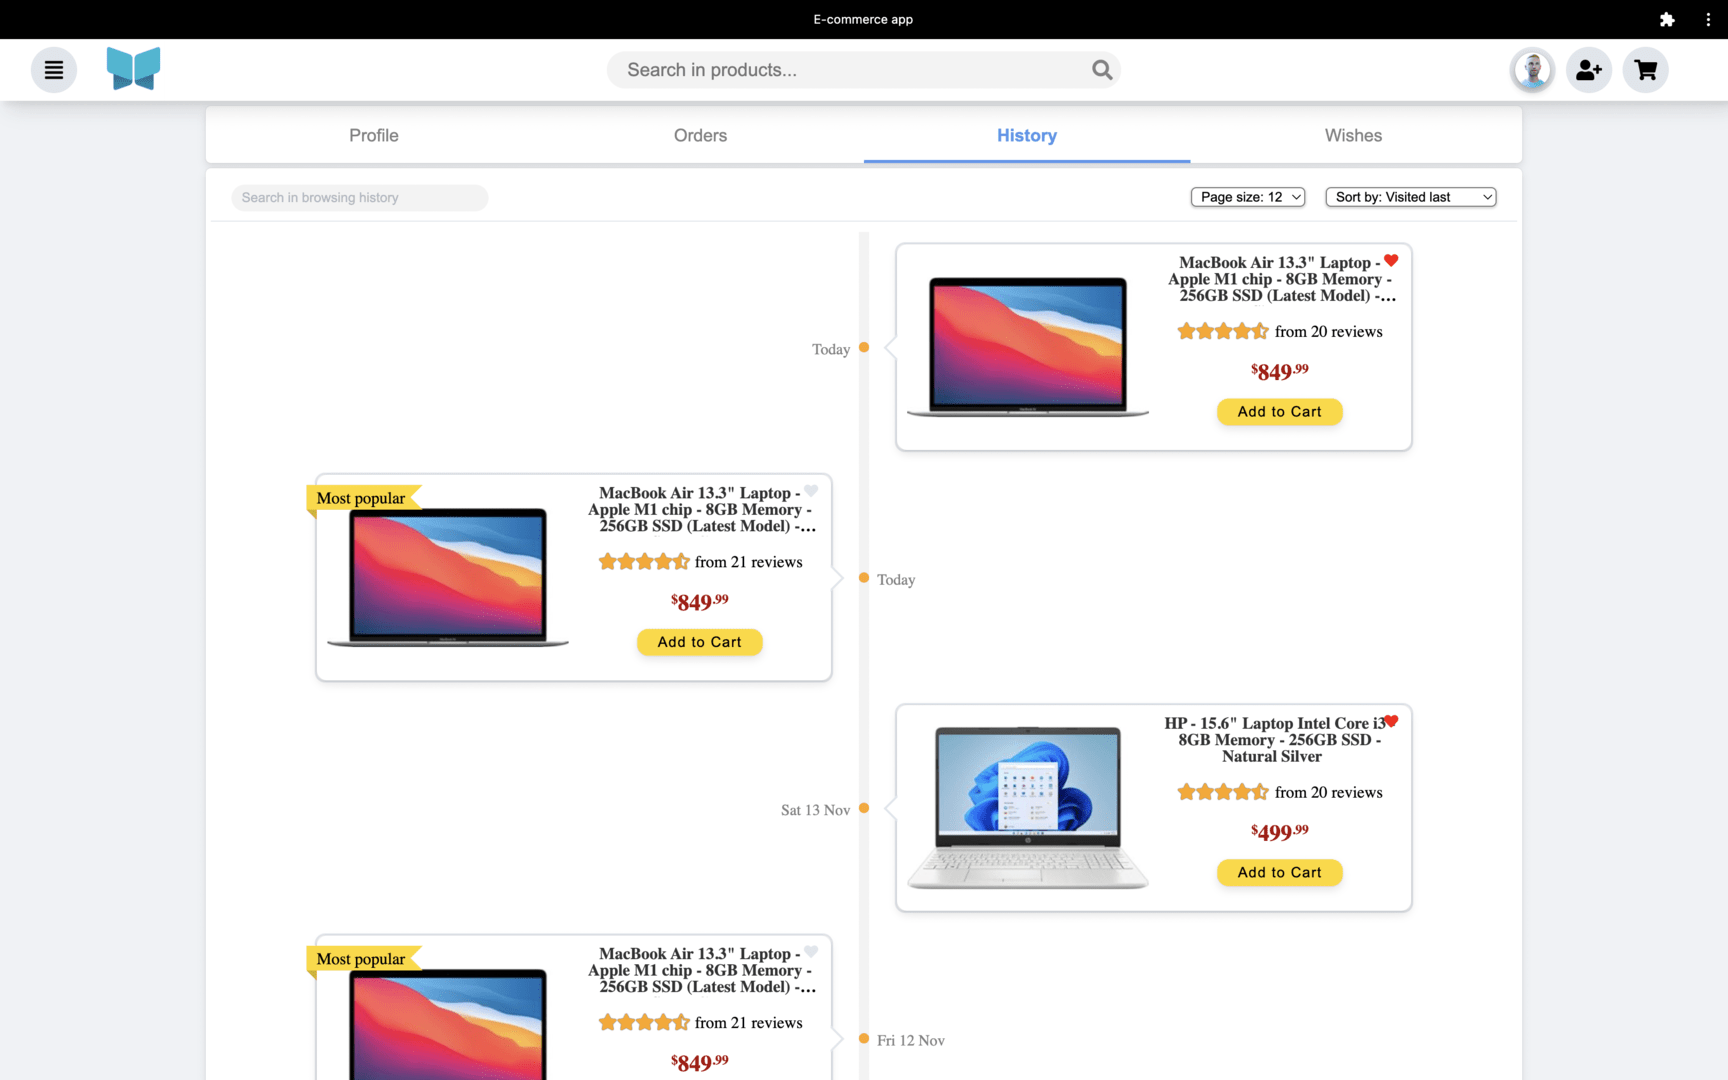 E-commerce app
Search in products...
Profile
Orders
History
Wishes
Search in browsing history
Page size: 12
Sort by: Visited last
MacBook Air 13.3" Laptop -
Apple M1 chip - 8GB Memory -
256GB SSD (Latest Model) -...
from 20 reviews
Today
$849.99
Add to Cart
Most popular
MacBook Air 13.3" Laptop -
Apple M1 chip - 8GB Memory -
256GB SSD (Latest Model) -...
from 21 reviews
Today
$849.99
Add to Cart
HP - 15.6" Laptop Intel Core i3 -
8GB Memory - 256GB SSD -
Natural Silver
from 20 reviews
Sat 13 Nov
$499.99
Add to Cart
Most popular
MacBook Air 13.3" Laptop -
Apple M1 chip - 8GB Memory -
256GB SSD (Latest Model) -...
from 21 reviews
Fri 12 Nov
$849.99